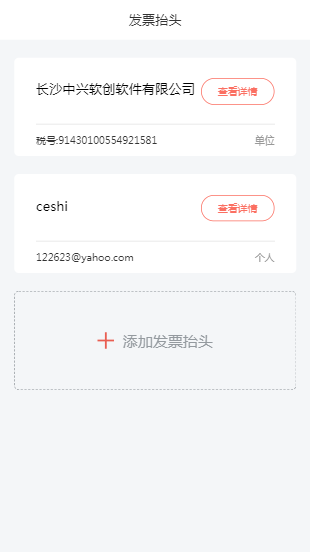 发票抬头
长沙中兴软创软件有限公司
查看详情
税号:91430100554921581
单位
ceshi
查看详情
122623@yahoo.com
个人
添加发票抬头